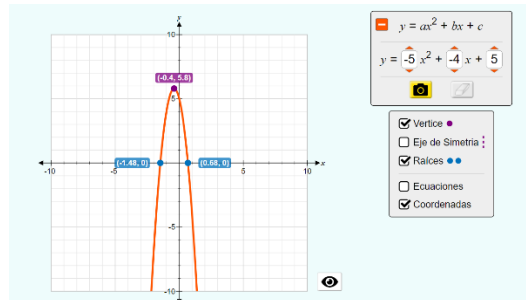 y
10
(-0.4, 5.8)
5
(-1.48, 0)
(0.68, 0)
x
-10
-5
5
10
-5
-10
y = ax² + bx + c
y = -5 x² + -4 x + 5
Vertice
Eje de Simetria
Raíces
Ecuaciones
Coordenadas